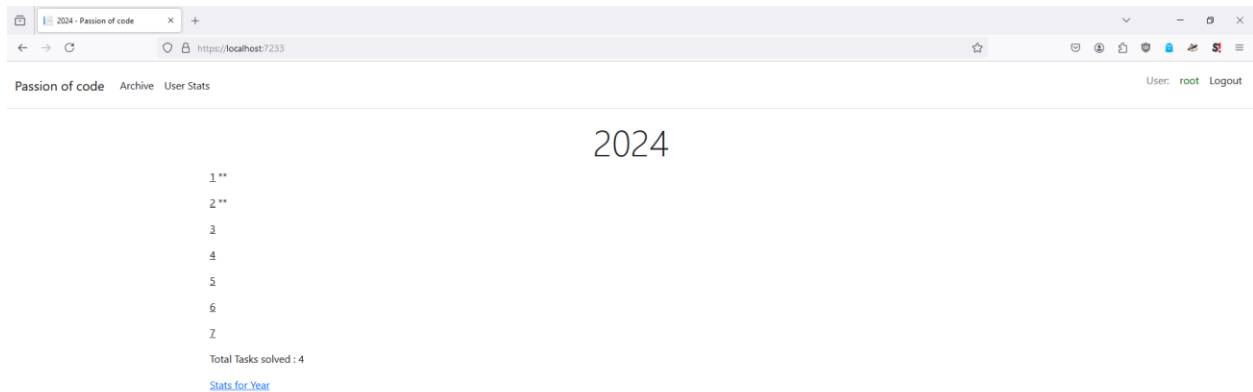 2024 - Passion of code
https://localhost:7233
Passion of code Archive User Stats User: root Logout
2024
1 **
2 **
3
4
5
6
7
Total Tasks solved : 4
Stats for Year